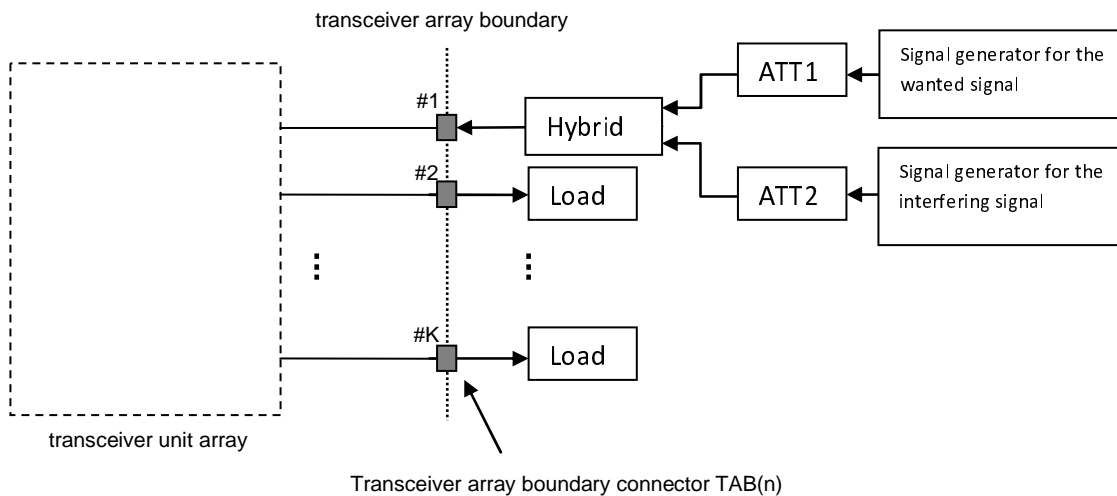 transceiver array boundary
#1
Hybrid
ATT1
Signal generator for the
wanted signal
#2
Load
ATT2
Signal generator for the
interfering signal
#K
Load
transceiver unit array
Transceiver array boundary connector TAB(n)